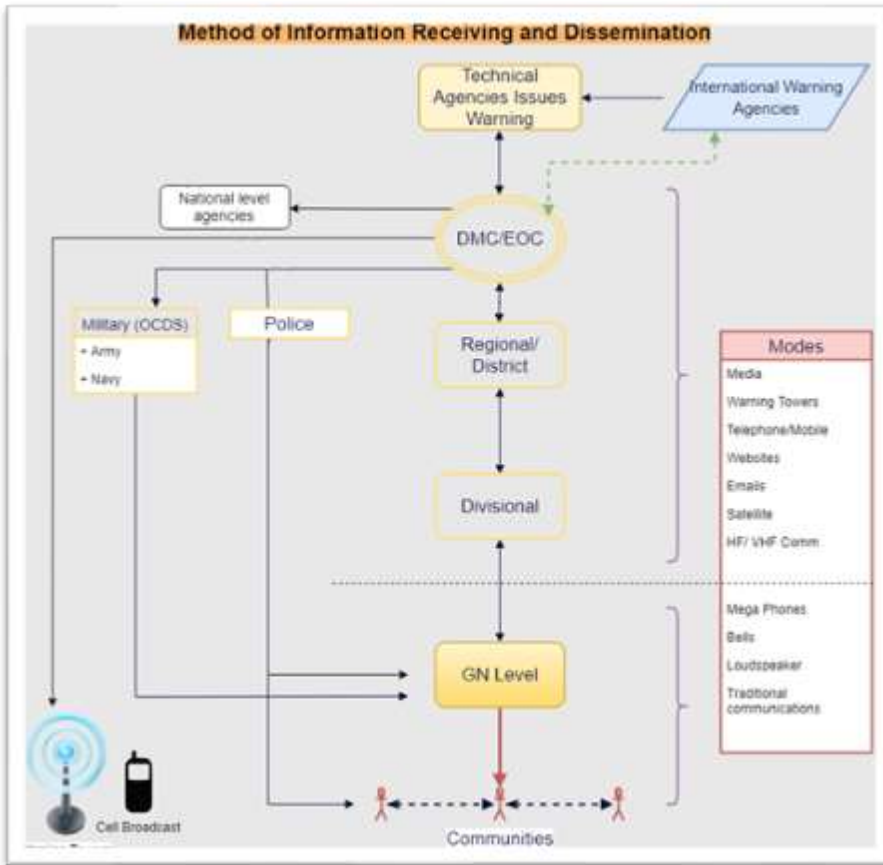 Method of Information Receiving and Dissemination
Technical
Agencies Issues
Warning
International Warning
Agencies
National level
agencies
DMC/EOC
Military (OCDS)
+ Army
+ Navy
Police
Regional/
District
Divisional
GN Level
Communities
Cell Broadcast
Modes
Media
Warning Towers
Telephone/Mobile
Websites
Emails
Satellite
HF/ VHF Comm
Mega Phones
Bells
Loudspeaker
Traditional
communications